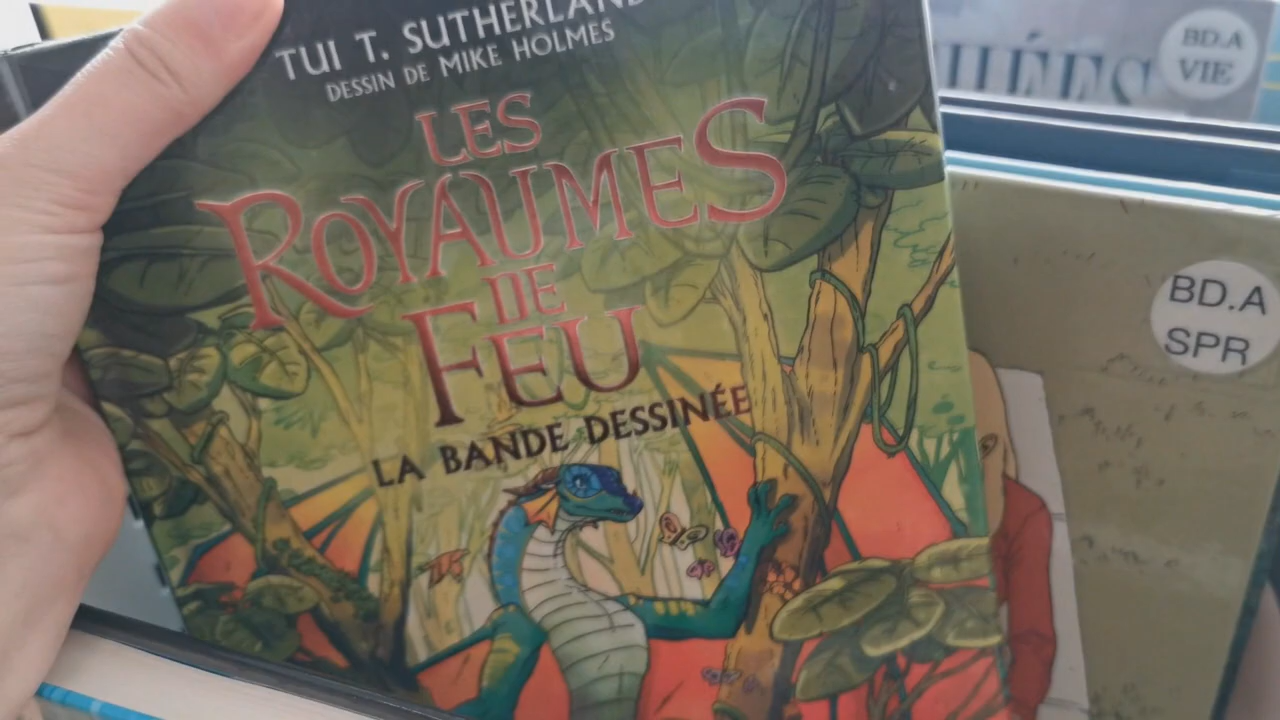 TUI T. SUTHERLAND
DESSIN DE MIKE HOLMES
LES
ROYAUMES
DE
FEU
LA BANDE DESSINÉE
BD.A
VIE
BD.A
SPR